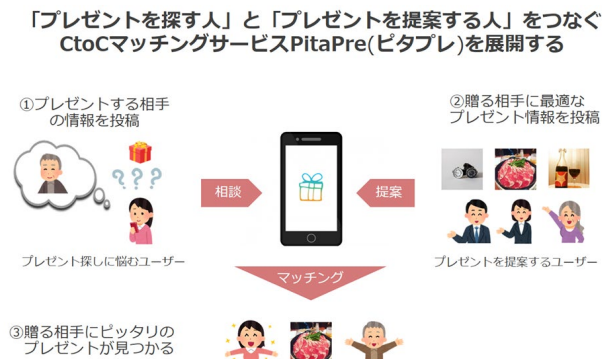 「プレゼントを探す人」と「プレゼントを提案する人」をつなぐ
CtoCマッチングサービスPitaPre(ピタプレ)を展開する
①プレゼントする相手
の情報を投稿
②贈る相手に最適な
プレゼント情報を投稿
相談
提案
プレゼント探しに悩むユーザー
プレゼントを提案するユーザー
マッチング
③贈る相手にピッタリの
プレゼントが見つかる